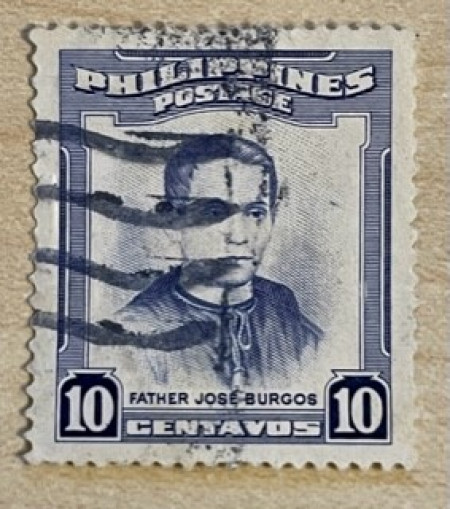 PHILIPPINES
POSTAGE
FATHER JOSÉ BURGOS
10 CENTAVOS 10